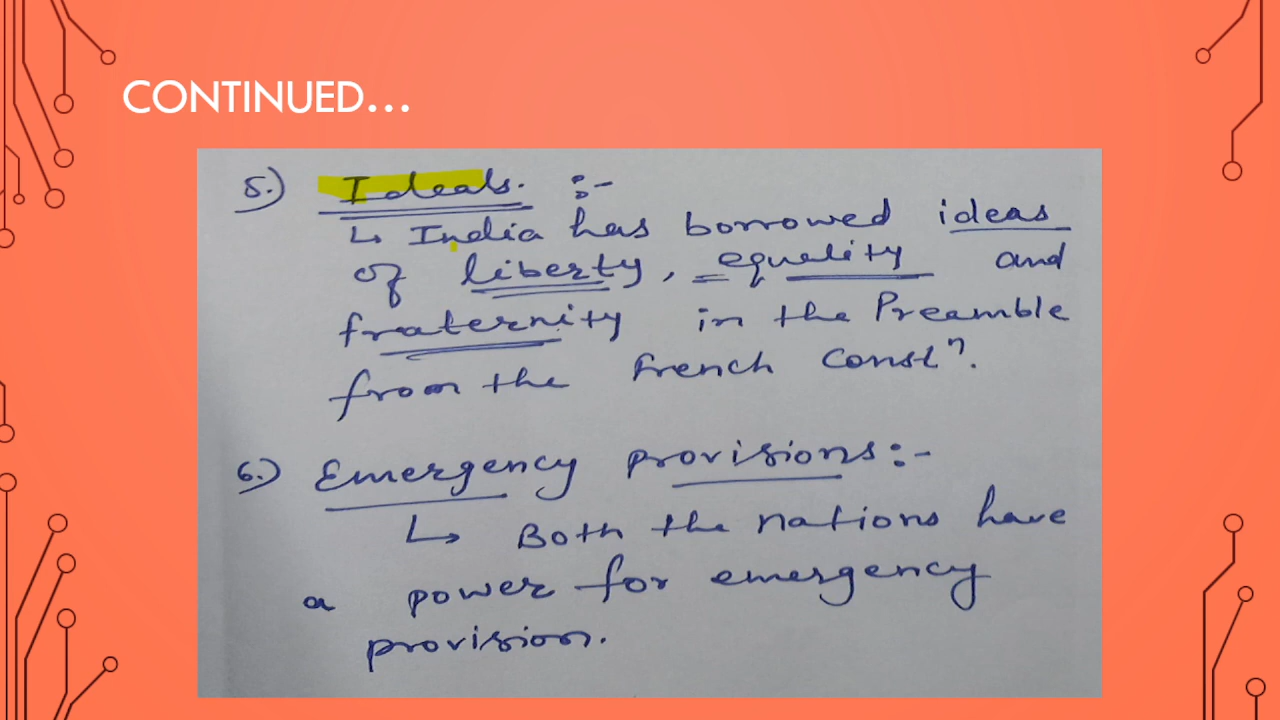 CONTINUED...
5.) Ideals. :-
↳ India has borrowed ideas
of liberty, equality and
fraternity in the Preamble
from the French Constⁿ.
6.) Emergency provisions:-
↳ Both the nations have
a power for emergency
provision.